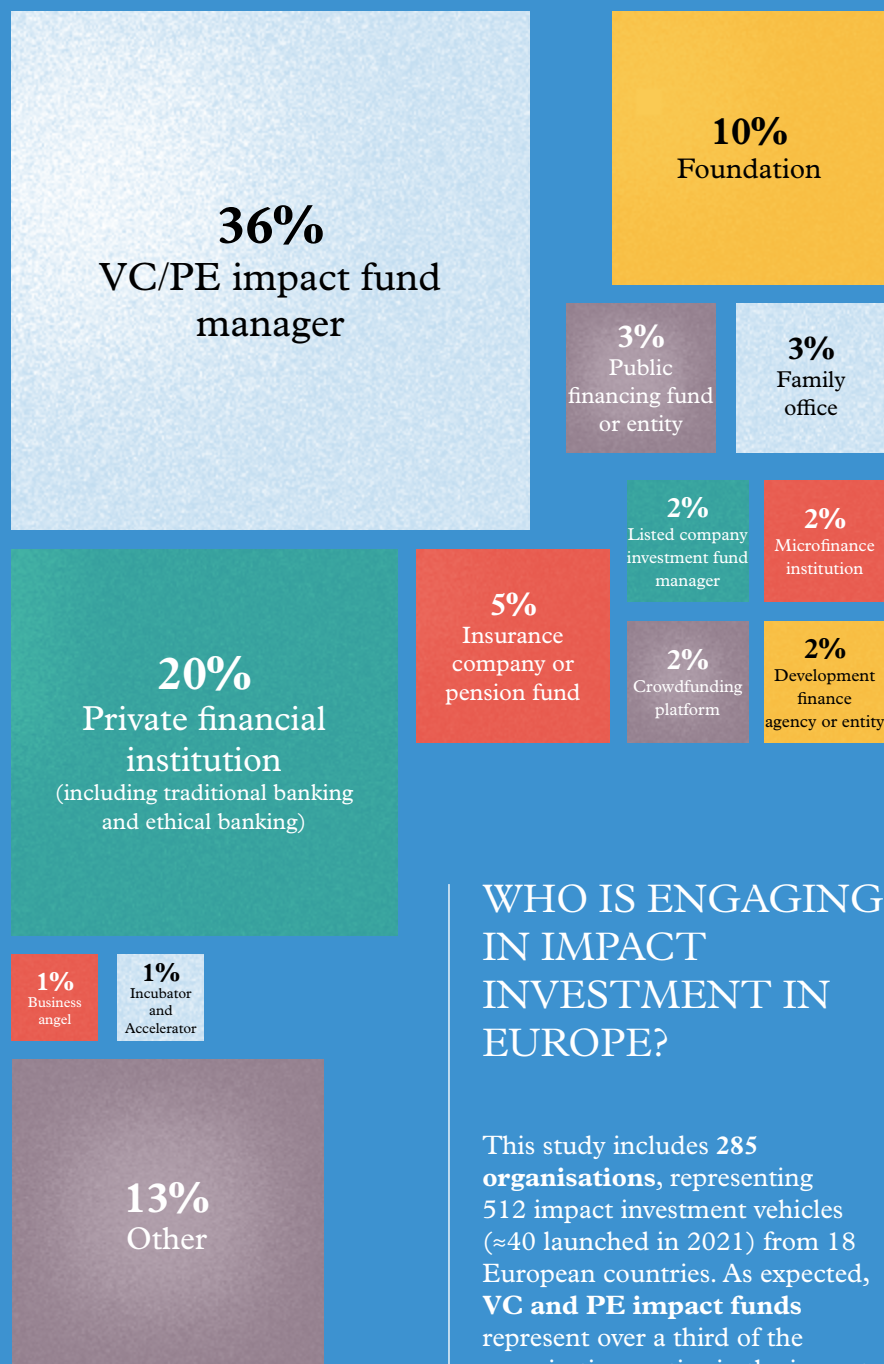 36%
VC/PE impact fund
manager
10%
Foundation
3%
Public
financing fund
or entity
3%
Family
office
2%
Listed company
investment fund
manager
2%
Microfinance
institution
20%
Private financial
institution
(including traditional banking
and ethical banking)
5%
Insurance
company or
pension fund
2%
Crowdfunding
platform
2%
Development
finance
agency or entity
1%
Business
angel
1%
Incubator
and
Accelerator
13%
Other
WHO IS ENGAGING
IN IMPACT
INVESTMENT IN
EUROPE?
This study includes 285
organisations, representing
512 impact investment vehicles
(≈40 launched in 2021) from 18
European countries. As expected,
VC and PE impact funds
represent over a third of the